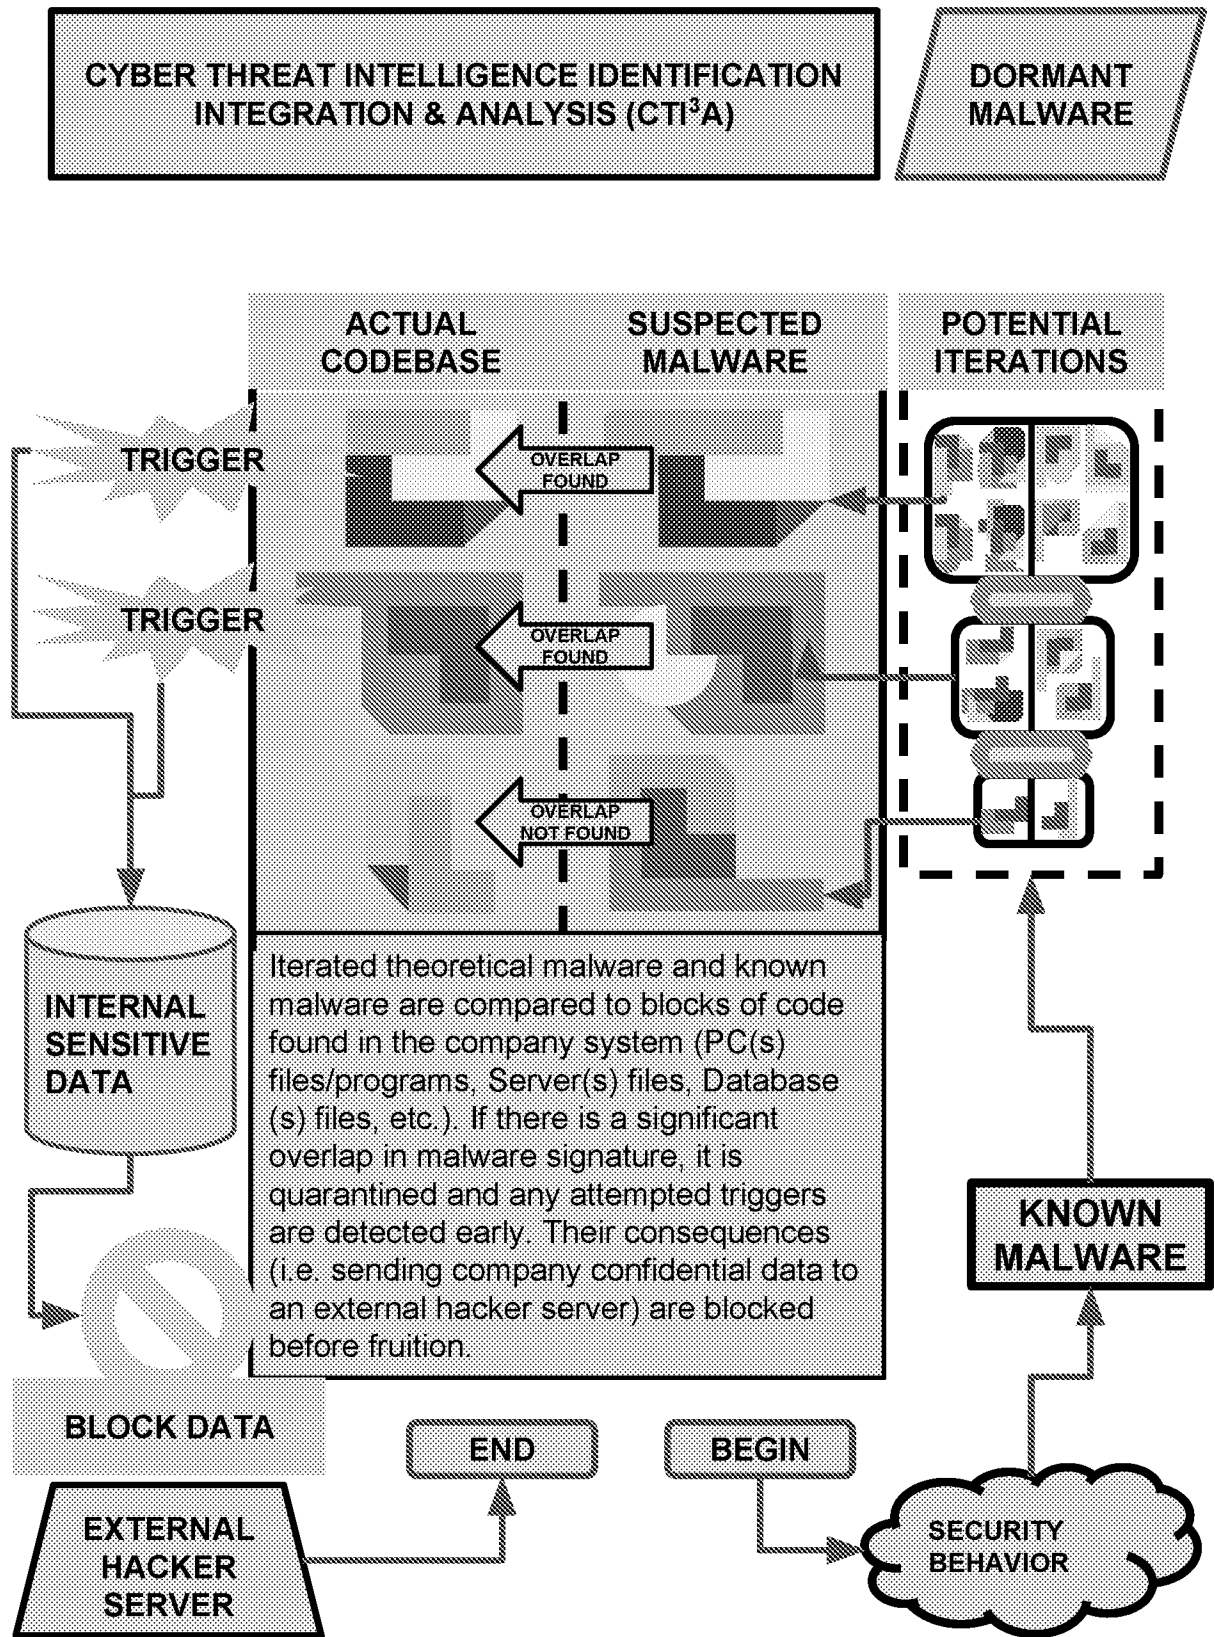 CYBER THREAT INTELLIGENCE IDENTIFICATION
INTEGRATION & ANALYSIS (CTI³A)
DORMANT
MALWARE
ACTUAL
CODEBASE
SUSPECTED
MALWARE
POTENTIAL
ITERATIONS
TRIGGER
OVERLAP
FOUND
TRIGGER
OVERLAP
FOUND
OVERLAP
NOT FOUND
INTERNAL
SENSITIVE
DATA
Iterated theoretical malware and known
malware are compared to blocks of code
found in the company system (PC(s)
files/programs, Server(s) files, Database
(s) files, etc.). If there is a significant
overlap in malware signature, it is
quarantined and any attempted triggers
are detected early. Their consequences
(i.e. sending company confidential data to
an external hacker server) are blocked
before fruition.
KNOWN
MALWARE
BLOCK DATA
END
BEGIN
EXTERNAL
HACKER
SERVER
SECURITY
BEHAVIOR